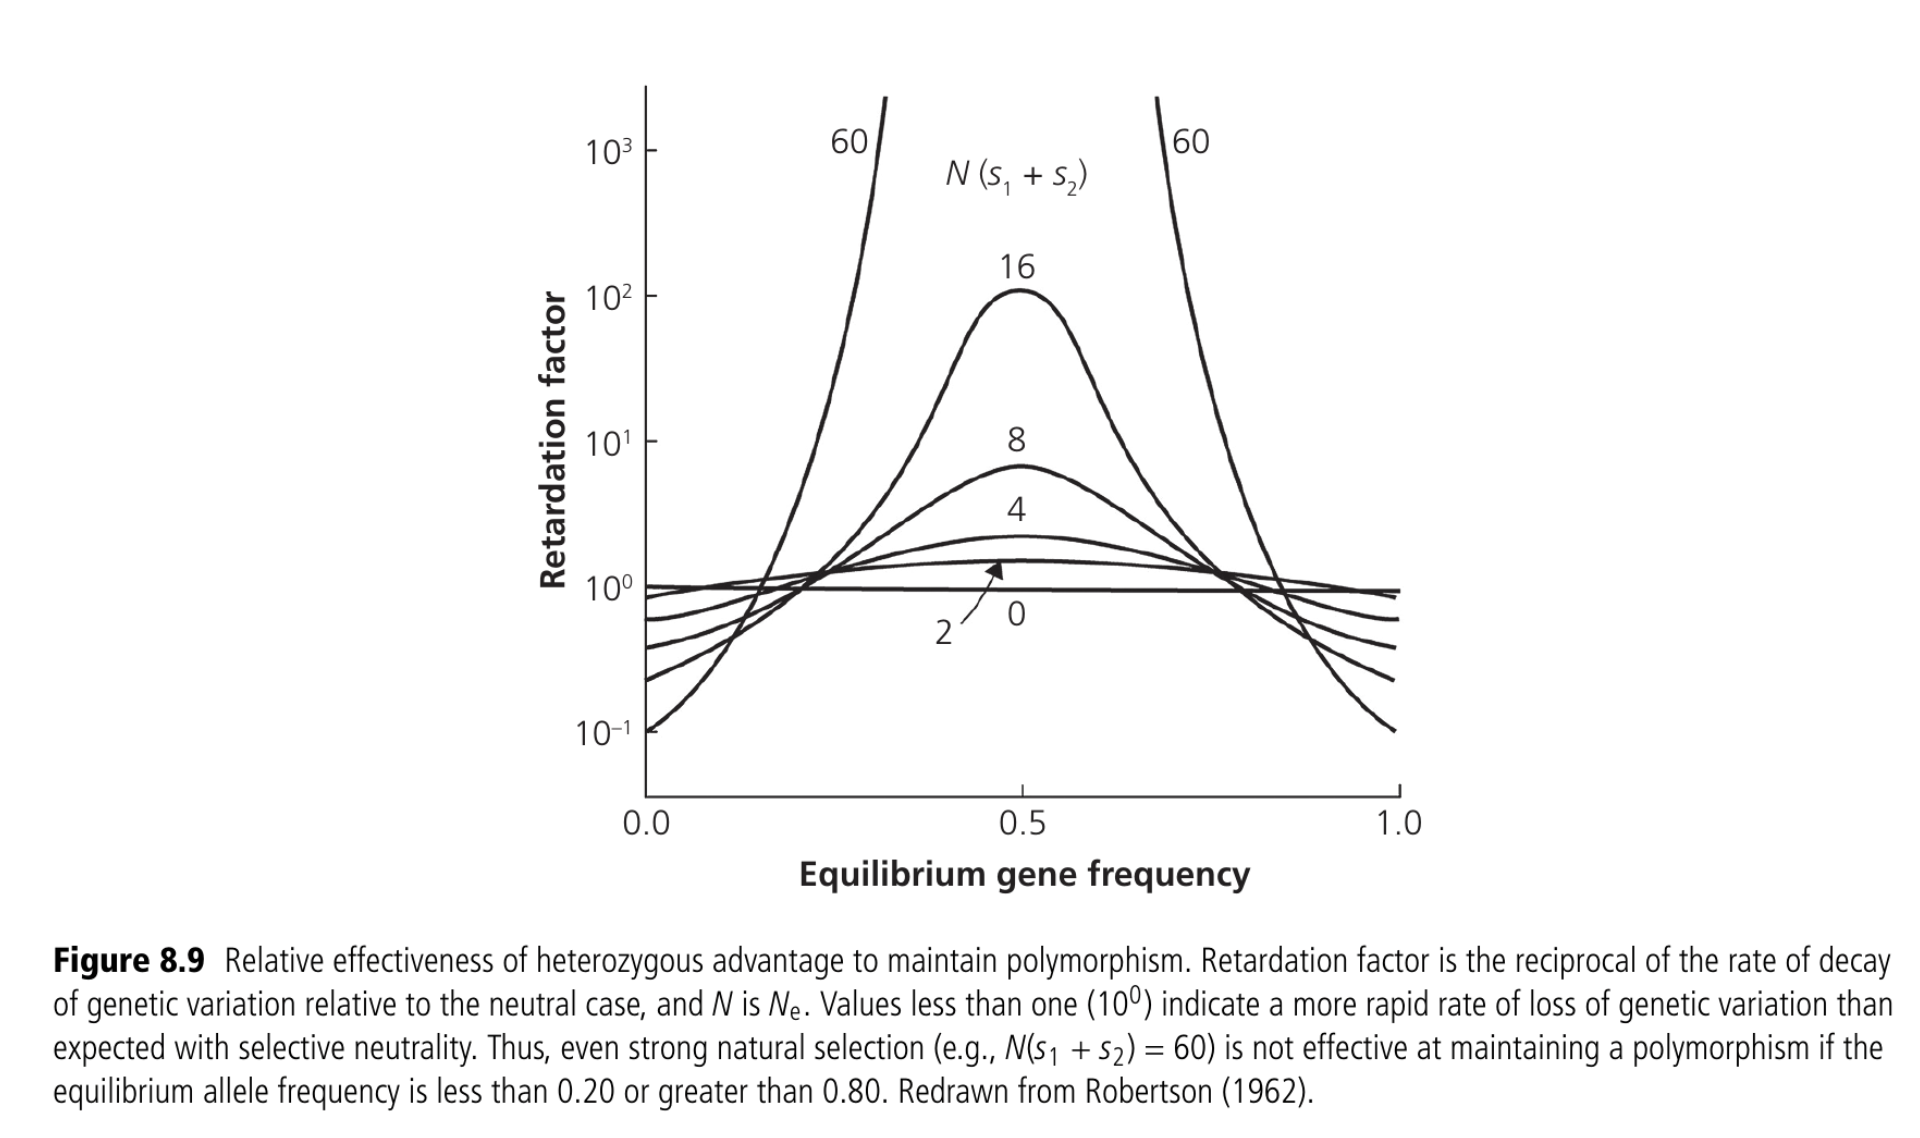 60
60
10³
N (s₁ + s₂)
16
10²
8
10¹
4
10⁰
0
2
10⁻¹
Retardation factor
0.0 0.5 1.0
Equilibrium gene frequency
Figure 8.9 Relative effectiveness of heterozygous advantage to maintain polymorphism. Retardation factor is the reciprocal of the rate of decay
of genetic variation relative to the neutral case, and N is Nₑ. Values less than one (10⁰) indicate a more rapid rate of loss of genetic variation than
expected with selective neutrality. Thus, even strong natural selection (e.g., N(s₁ + s₂) = 60) is not effective at maintaining a polymorphism if the
equilibrium allele frequency is less than 0.20 or greater than 0.80. Redrawn from Robertson (1962).